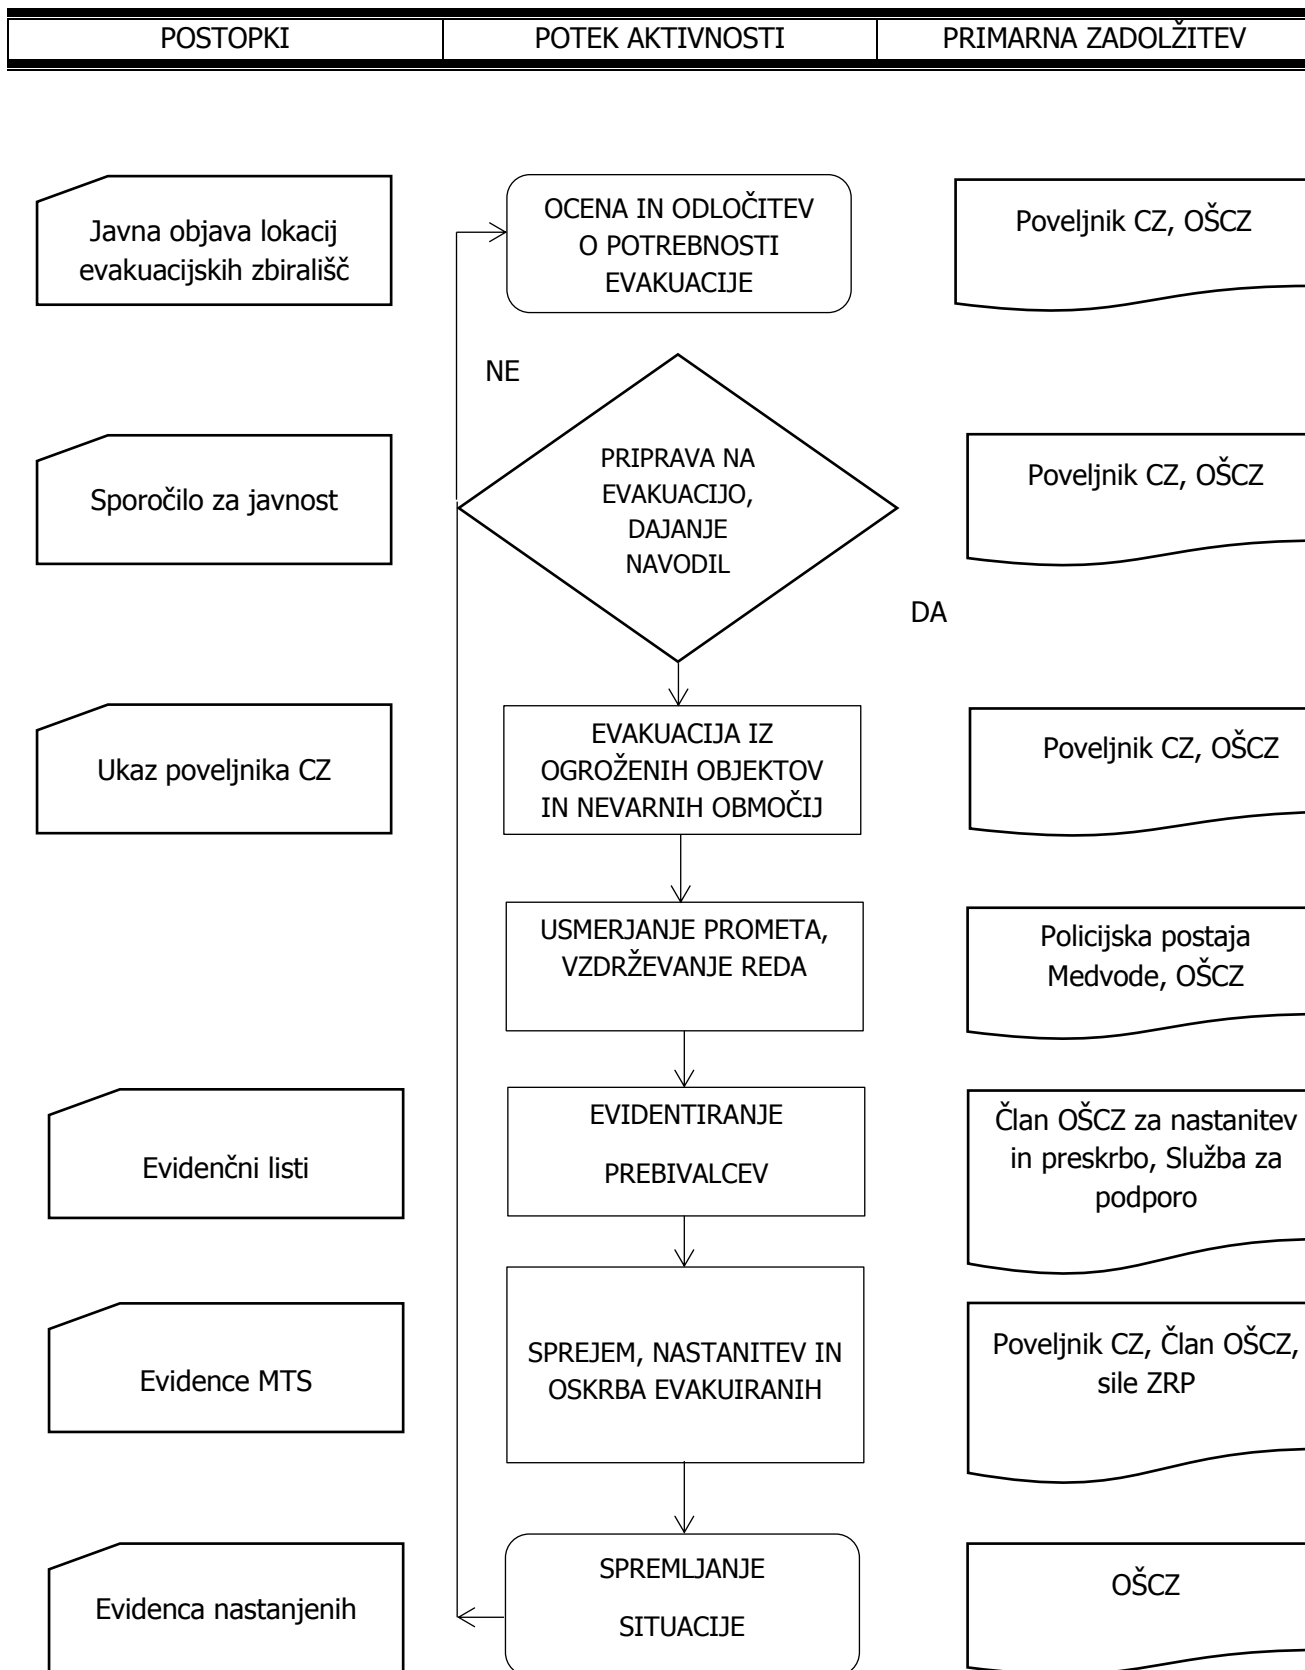 POSTOPKI
POTEK AKTIVNOSTI
PRIMARNA ZADOLŽITEV
Javna objava lokacij
evakuacijskih zbirališč
OCENA IN ODLOČITEV
O POTREBNOSTI
EVAKUACIJE
Poveljnik CZ, OŠCZ
NE
Sporočilo za javnost
PRIPRAVA NA
EVAKUACIJO,
DAJANJE
NAVODIL
Poveljnik CZ, OŠCZ
DA
Ukaz poveljnika CZ
EVAKUACIJA IZ
OGROŽENIH OBJEKTOV
IN NEVARNIH OBMOČIJ
Poveljnik CZ, OŠCZ
USMERJANJE PROMETA,
VZDRŽEVANJE REDA
Policijska postaja
Medvode, OŠCZ
Evidenčni listi
EVIDENTIRANJE
PREBIVALCEV
Član OŠCZ za nastanitev
in preskrbo, Služba za
podporo
Evidence MTS
SPREJEM, NASTANITEV IN
OSKRBA EVAKUIRANIH
Poveljnik CZ, Član OŠCZ,
sile ZRP
Evidenca nastanjenih
SPREMLJANJE
SITUACIJE
OŠCZ